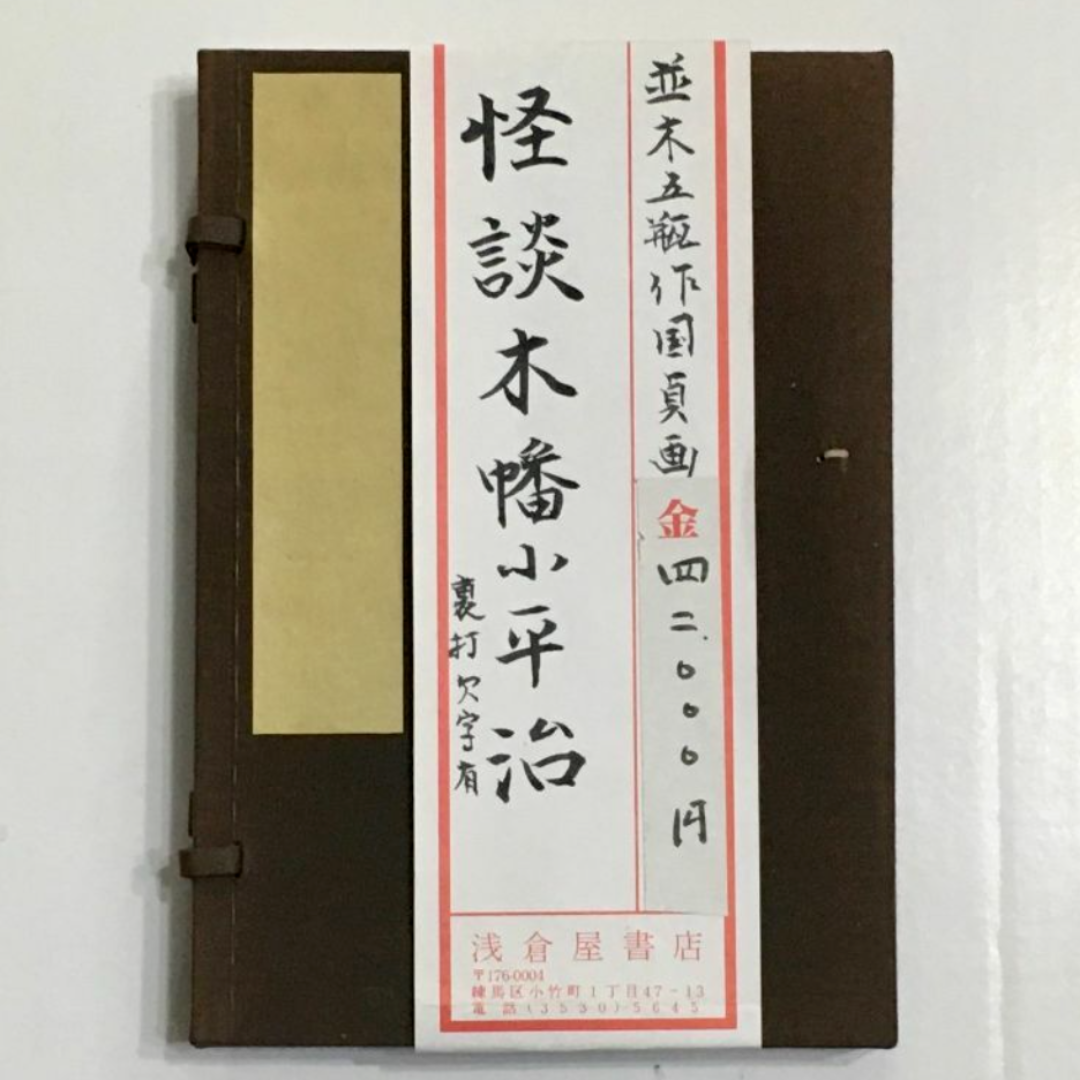 並木五瓶作国貞画
金四二.〇〇〇円
怪談木幡小平治
裏打欠字有
浅倉屋書店
〒176-0004
練馬区小竹町1丁目47-13
電話(3530)-5645